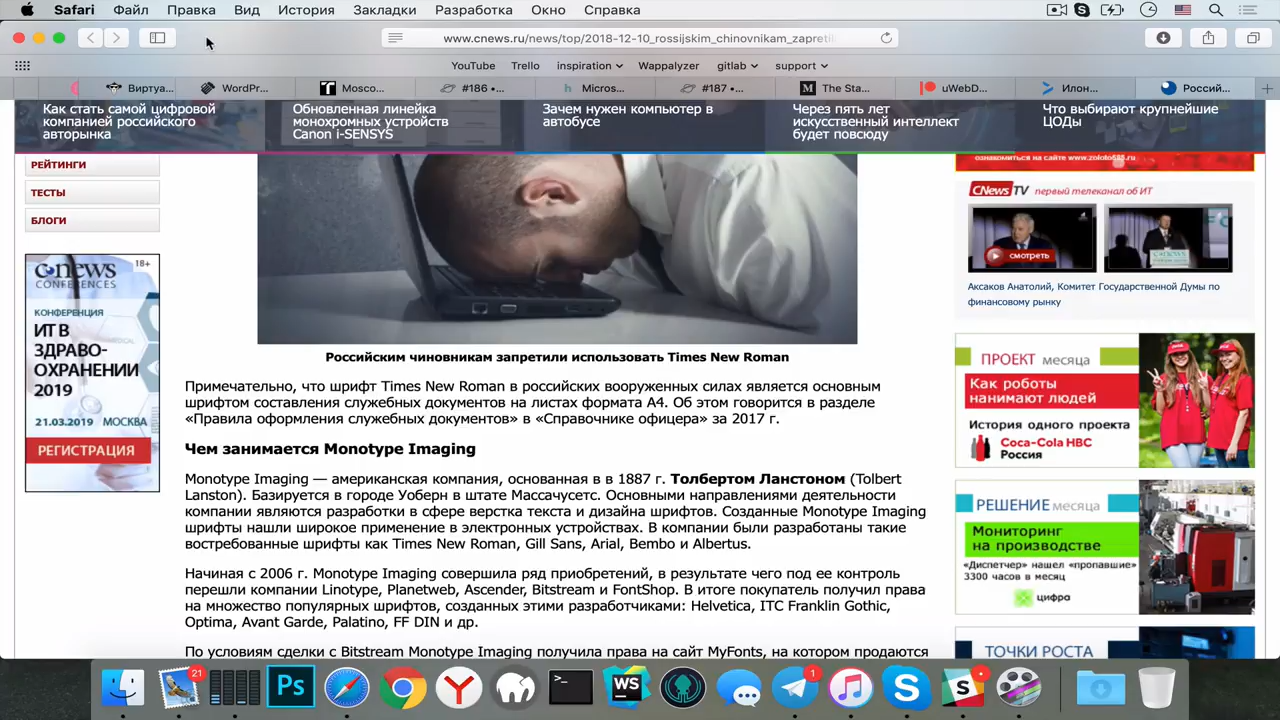 Safari Файл Правка Вид История Закладки Разработка Окно Справка
www.cnews.ru/news/top/2018-12-10_rossijskim_chinovnikam_zapreti
YouTube Trello inspiration Wappalyzer gitlab support
Виртуа... WordPr... Mosco... #186 •... Micros... #187 •... The Sta... uWebD... Илон... Россий...
Как стать самой цифровой
компанией российского
авторынка
Обновленная линейка
монохромных устройств
Canon i-SENSYS
Зачем нужен компьютер в
автобусе
Через пять лет
искусственный интеллект
будет повсюду
Что выбирают крупнейшие
ЦОДы
РЕЙТИНГИ
ТЕСТЫ
БЛОГИ
cnews
CONFERENCES
18+
КОНФЕРЕНЦИЯ
ИТ В
ЗДРАВО-
ОХРАНЕНИИ
2019
21.03.2019 МОСКВА
РЕГИСТРАЦИЯ
Российским чиновникам запретили использовать Times New Roman
Примечательно, что шрифт Times New Roman в российских вооруженных силах является основным
шрифтом составления служебных документов на листах формата А4. Об этом говорится в разделе
«Правила оформления служебных документов» в «Справочнике офицера» за 2017 г.
Чем занимается Monotype Imaging
Monotype Imaging — американская компания, основанная в в 1887 г. Толбертом Ланстоном (Tolbert
Lanston). Базируется в городе Уоберн в штате Массачусетс. Основными направлениями деятельности
компании являются разработки в сфере верстка текста и дизайна шрифтов. Созданные Monotype Imaging
шрифты нашли широкое применение в электронных устройствах. В компании были разработаны такие
востребованные шрифты как Times New Roman, Gill Sans, Arial, Bembo и Albertus.
Начиная с 2006 г. Monotype Imaging совершила ряд приобретений, в результате чего под ее контроль
перешли компании Linotype, Planetweb, Ascender, Bitstream и FontShop. В итоге покупатель получил права
на множество популярных шрифтов, созданных этими разработчиками: Helvetica, ITC Franklin Gothic,
Optima, Avant Garde, Palatino, FF DIN и др.
По условиям сделки с Bitstream Monotype Imaging получила права на сайт MyFonts, на котором продаются
ознакомиться на сайте www.zololo585.ru
CNews TV первый телеканал об ИТ
смотреть
Аксаков Анатолий, Комитет Государственной Думы по
финансовому рынку
ПРОЕКТ месяца
Как роботы
нанимают людей
История одного проекта
Coca-Cola HBC
Россия
РЕШЕНИЕ месяца
Мониторинг
на производстве
«Диспетчер» нашел «пропавшие»
3300 часов в месяц
цифра
ТОЧКИ РОСТА
21
Ps
WS
1